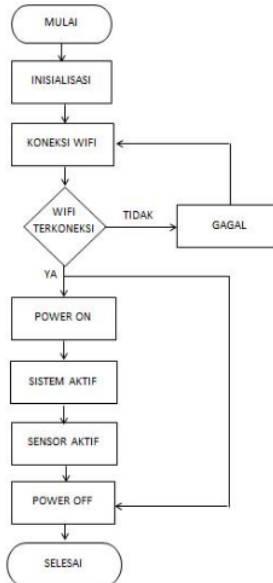 MULAI
INISIALISASI
KONEKSI WIFI
WIFI
TERKONEKSI
TIDAK
GAGAL
YA
POWER ON
SISTEM AKTIF
SENSOR AKTIF
POWER OFF
SELESAI